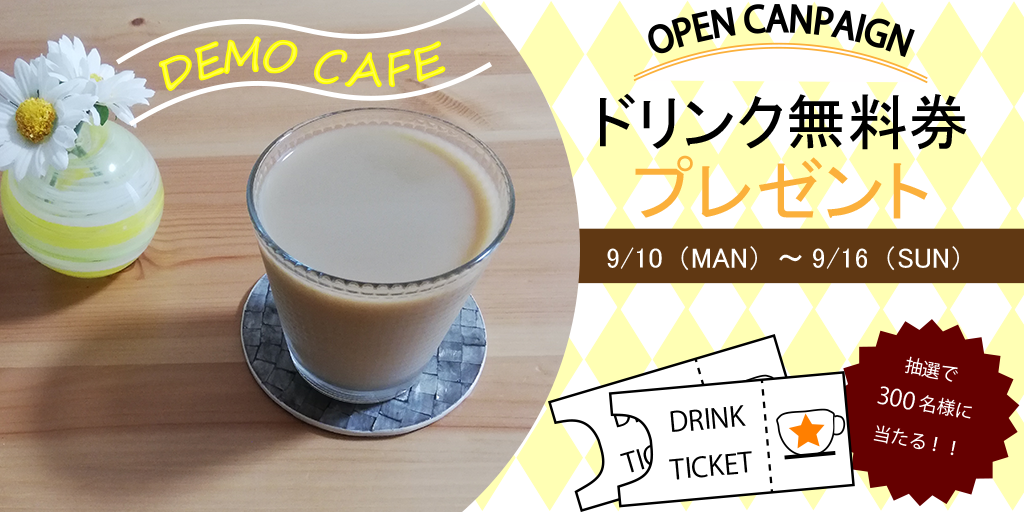 DEMO CAFE
OPEN CANPAIGN
ドリンク無料券
プレゼント
9/10（MAN）～9/16（SUN）
DRINK
TICKET
D
TIC
抽選で
300名様に
当たる！！